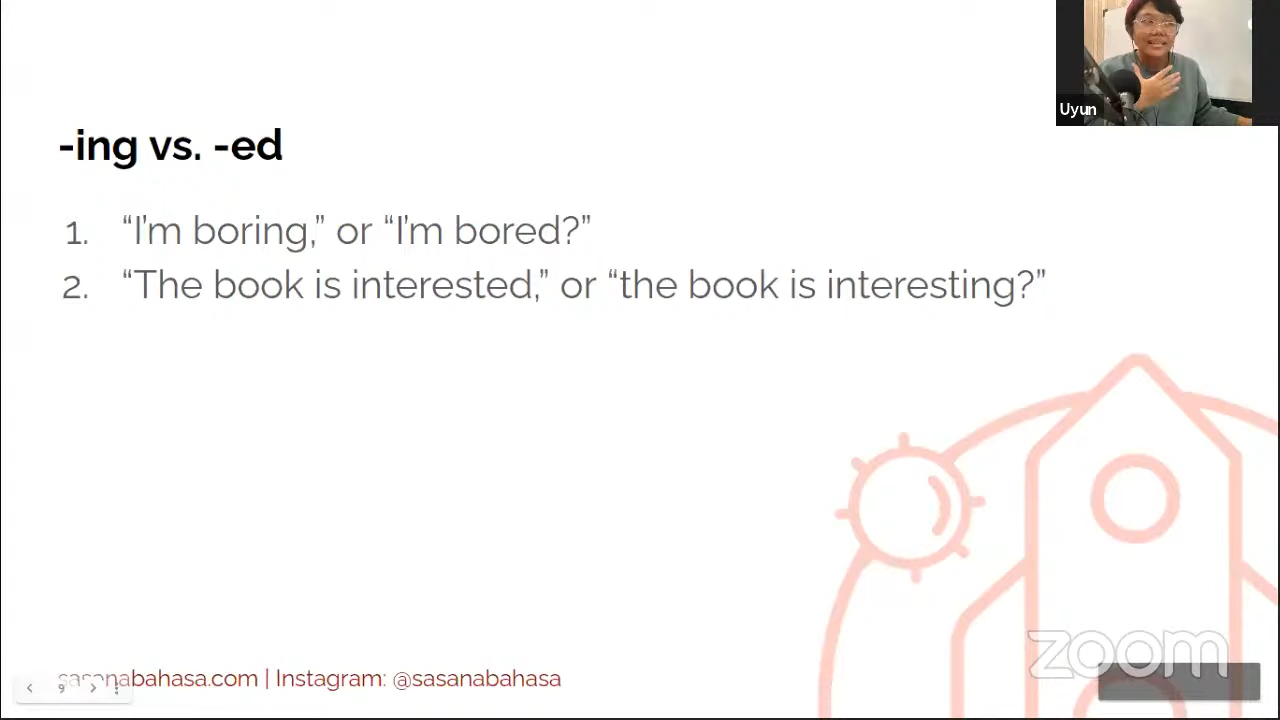 Uyun
-ing vs. -ed
1. “I’m boring,” or “I’m bored?”
2. “The book is interested,” or “the book is interesting?”
zoom
sasanabahasa.com | Instagram: @sasanabahasa
9